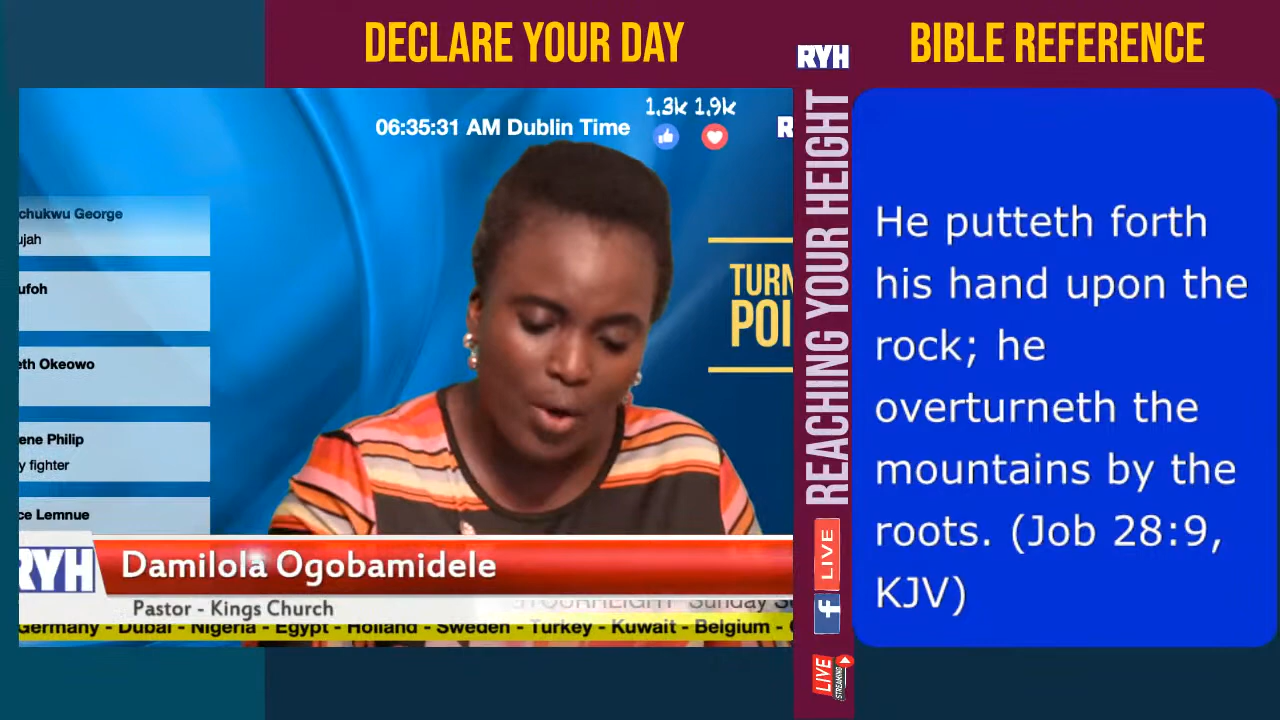 DECLARE YOUR DAY
BIBLE REFERENCE
RYH
REACHING YOUR HEIGHT
LIVE
LIVE
STREAMING
1.3k 1.9k
06:35:31 AM Dublin Time
R
chukwu George
ujah
ufoh
eth Okeowo
ene Philip
y fighter
ce Lemnue
TURN
POI
RYH
Damilola Ogobamidele
Pastor - Kings Church
Sunday
Germany - Dubai - Nigeria - Egypt - Holland - Sweden - Turkey - Kuwait - Belgium -
He putteth forth
his hand upon the
rock; he
overturneth the
mountains by the
roots. (Job 28:9,
KJV)